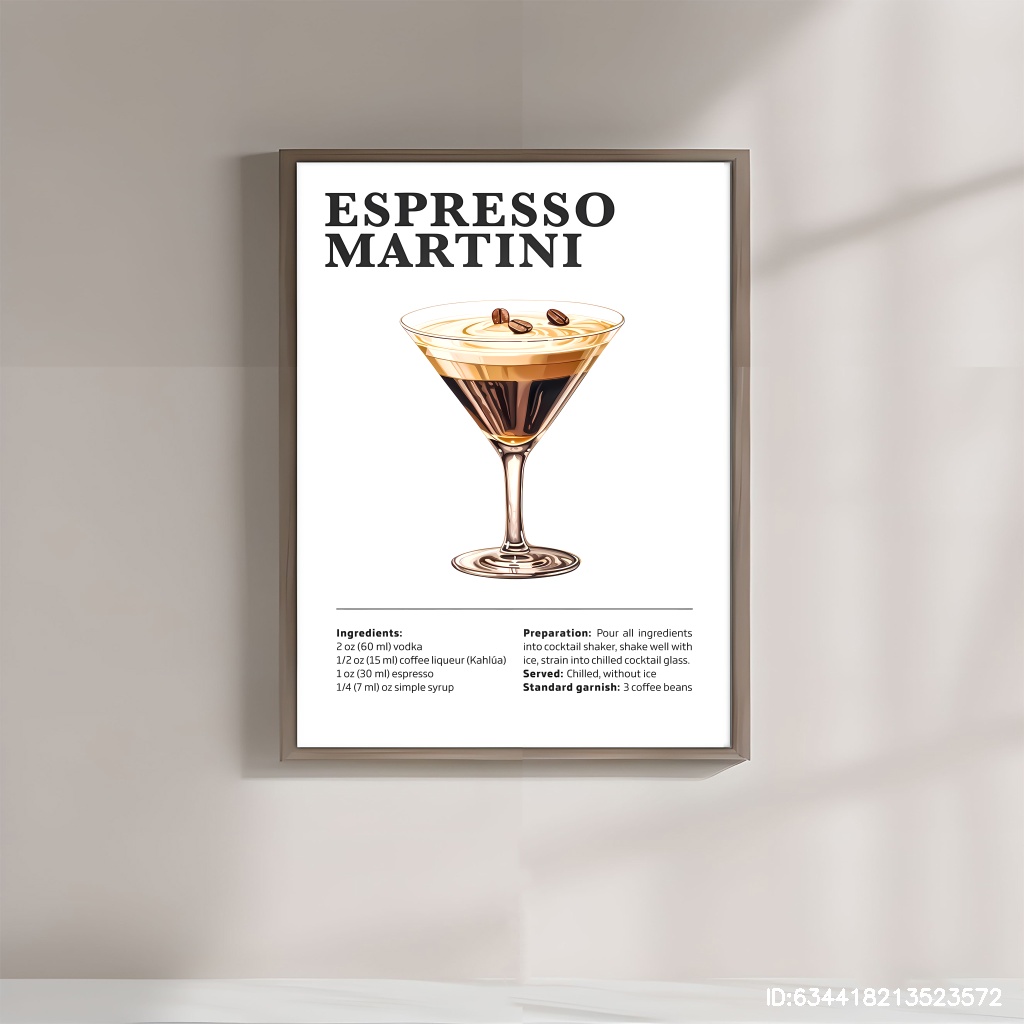 ESPRESSO
MARTINI
Ingredients:
2 oz (60 ml) vodka
1/2 oz (15 ml) coffee liqueur (Kahlúa)
1 oz (30 ml) espresso
1/4 (7 ml) oz simple syrup
Preparation: Pour all ingredients
into cocktail shaker, shake well with
ice, strain into chilled cocktail glass.
Served: Chilled, without ice
Standard garnish: 3 coffee beans
ID:634418213523572